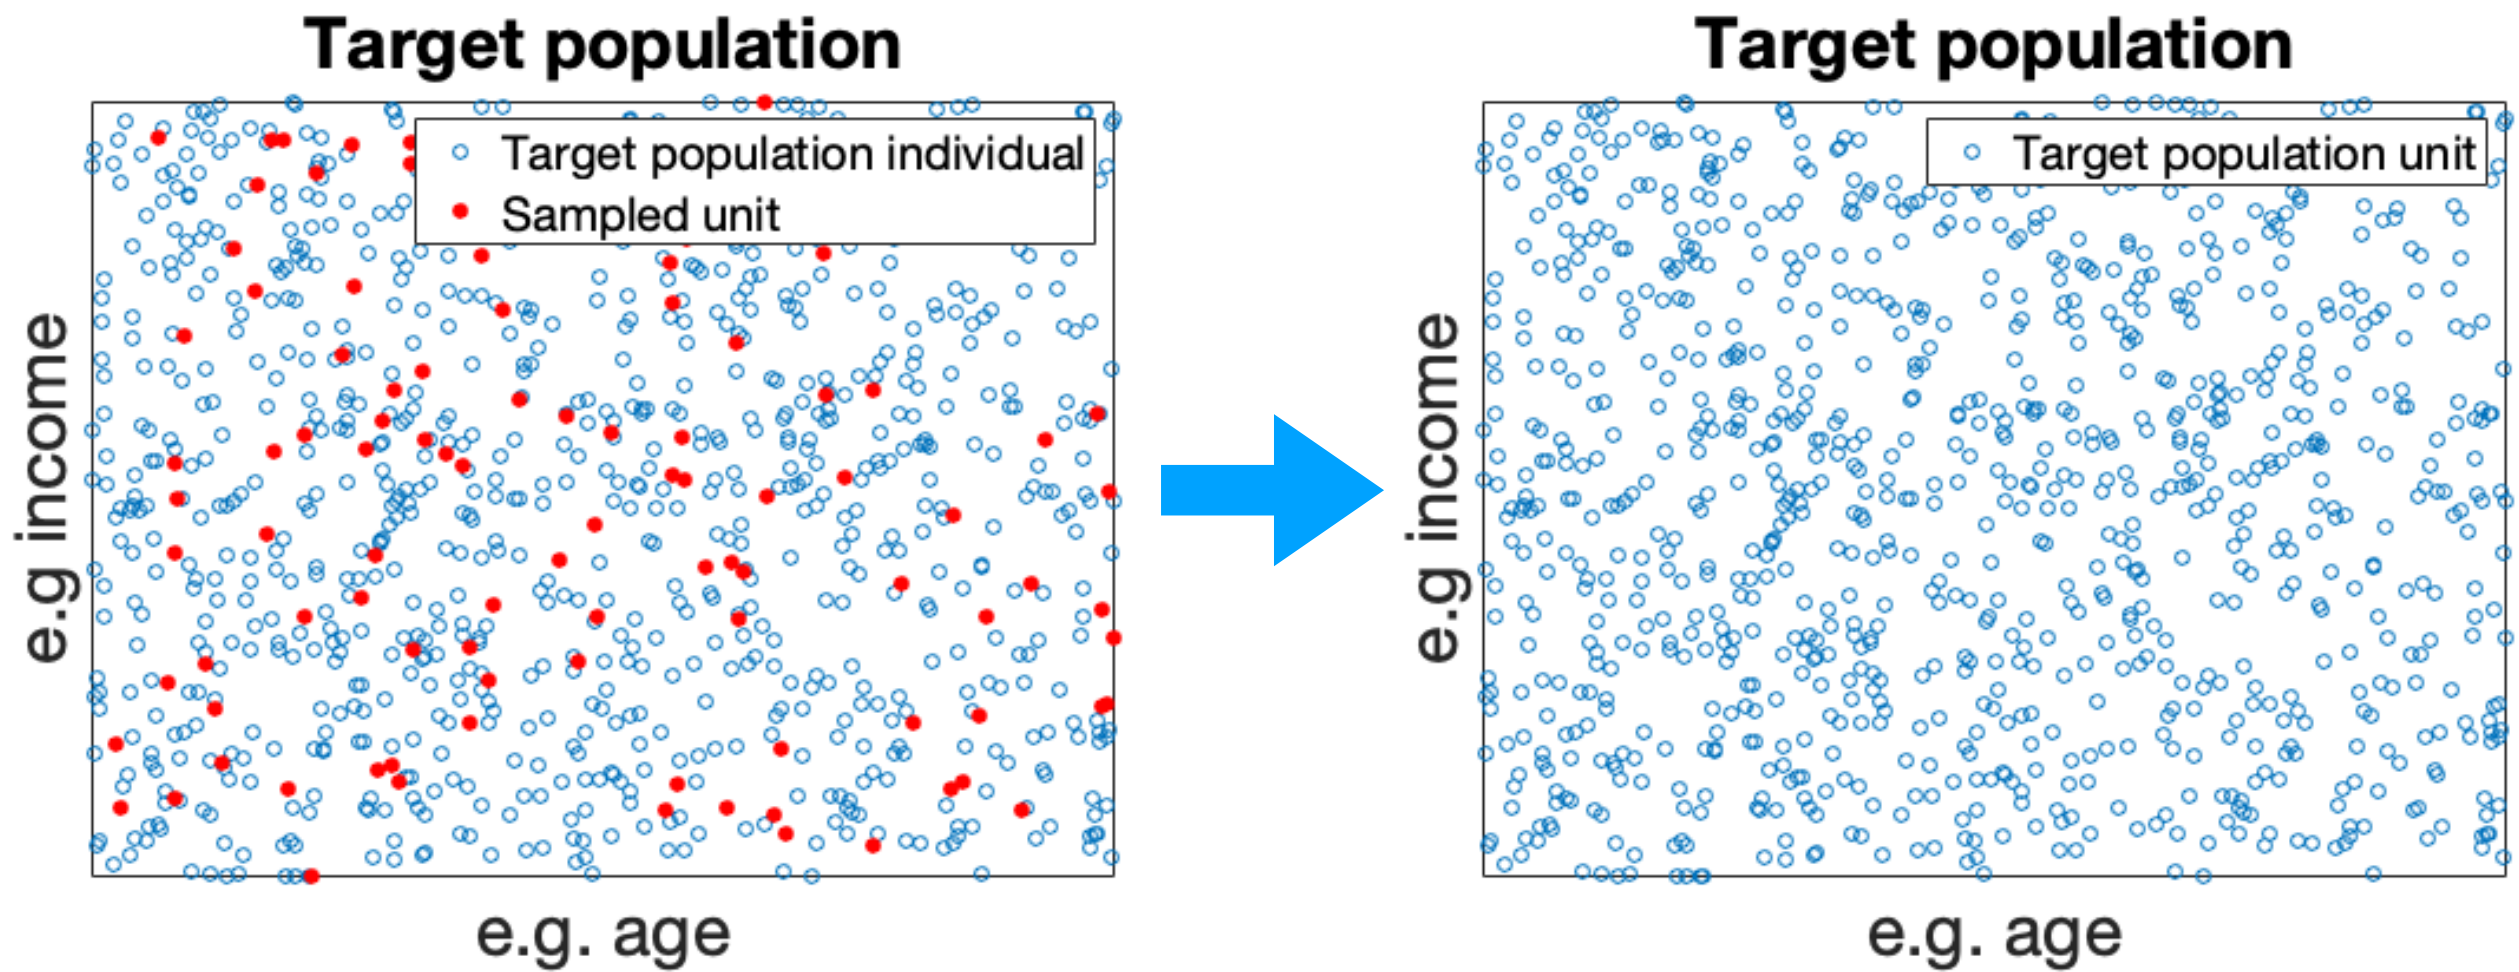 Target population
Target population individual
Sampled unit
e.g income
e.g. age
Target population
Target population unit
e.g income
e.g. age